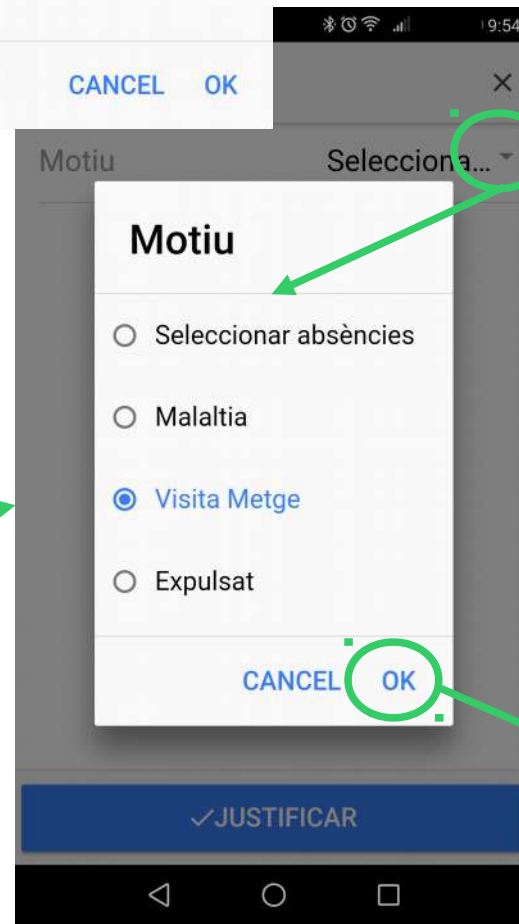 CANCEL OK
9:54
Motiu Selecciona...
Motiu
Seleccionar absències
Malaltia
Visita Metge
Expulsat
CANCEL OK
JUSTIFICAR